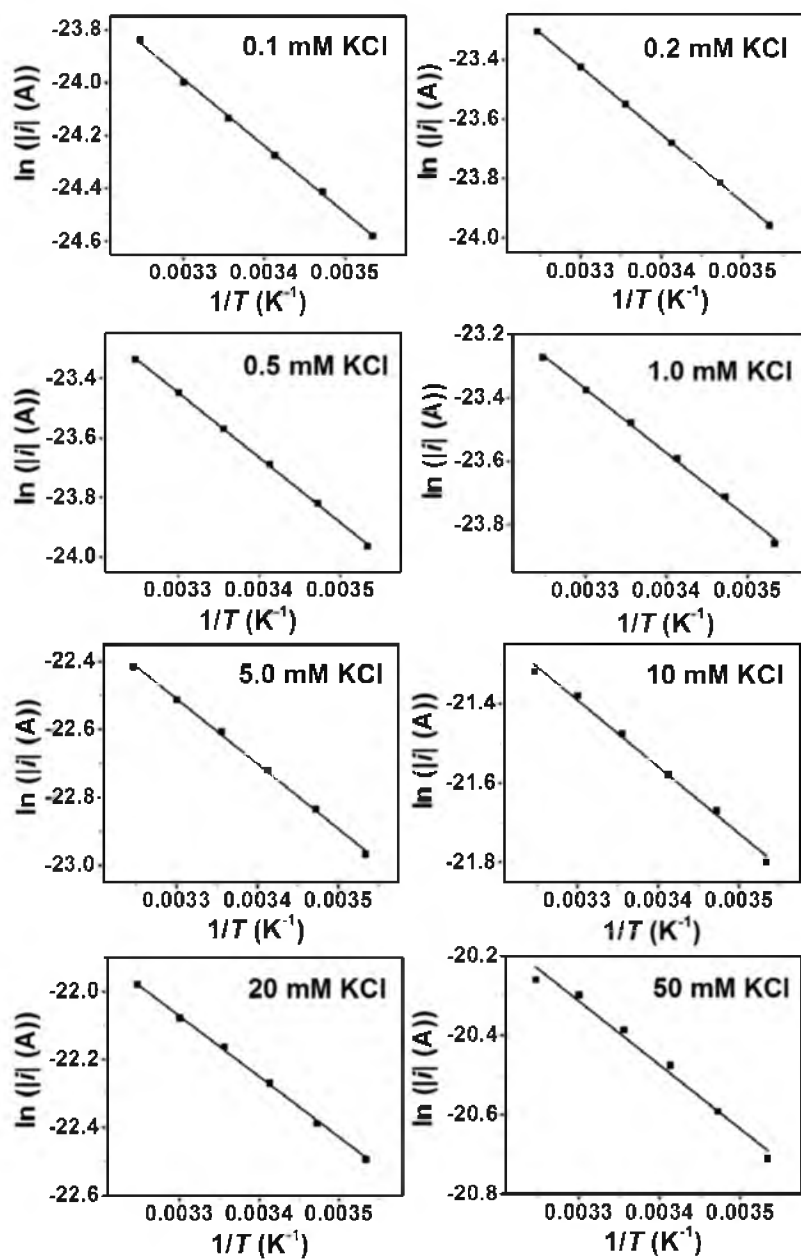 0.1 mM KCl
ln (|i| (A))
-23.8
-24.0
-24.2
-24.4
-24.6
0.0033 0.0034 0.0035
1/T (K⁻¹)
0.2 mM KCl
ln (|i| (A))
-23.4
-23.6
-23.8
-24.0
0.0033 0.0034 0.0035
1/T (K⁻¹)
0.5 mM KCl
ln (|i| (A))
-23.4
-23.6
-23.8
-24.0
0.0033 0.0034 0.0035
1/T (K⁻¹)
1.0 mM KCl
ln (|i| (A))
-23.2
-23.4
-23.6
-23.8
0.0033 0.0034 0.0035
1/T (K⁻¹)
5.0 mM KCl
ln (|i| (A))
-22.4
-22.6
-22.8
-23.0
0.0033 0.0034 0.0035
1/T (K⁻¹)
10 mM KCl
ln (|i| (A))
-21.4
-21.6
-21.8
0.0033 0.0034 0.0035
1/T (K⁻¹)
20 mM KCl
ln (|i| (A))
-22.0
-22.2
-22.4
-22.6
0.0033 0.0034 0.0035
1/T (K⁻¹)
50 mM KCl
ln (|i| (A))
-20.2
-20.4
-20.6
-20.8
0.0033 0.0034 0.0035
1/T (K⁻¹)